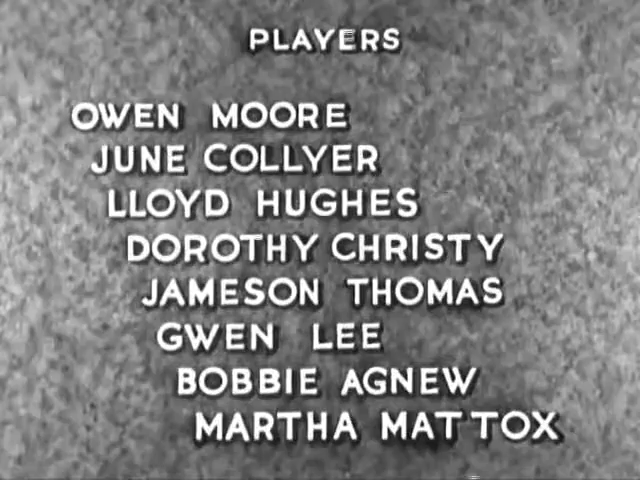 PLAYERS
OWEN MOORE
JUNE COLLYER
LLOYD HUGHES
DOROTHY CHRISTY
JAMESON THOMAS
GWEN LEE
BOBBIE AGNEW
MARTHA MATTOX